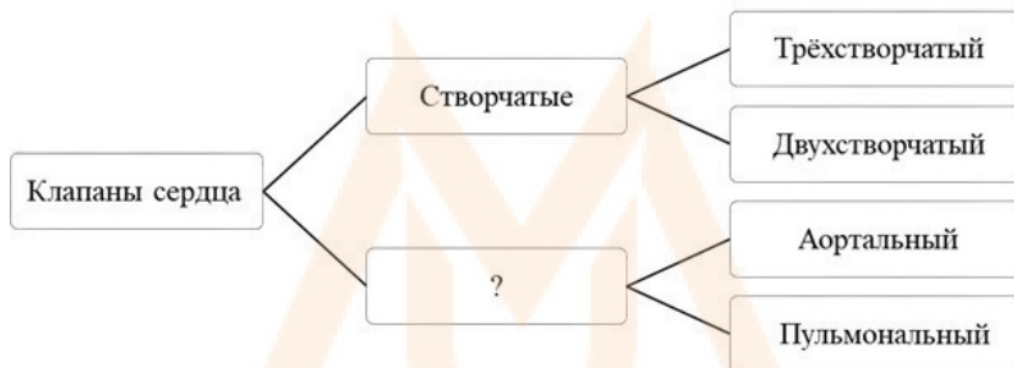 Клапаны сердца
Створчатые
?
Трёхстворчатый
Двухстворчатый
Аортальный
Пульмональный